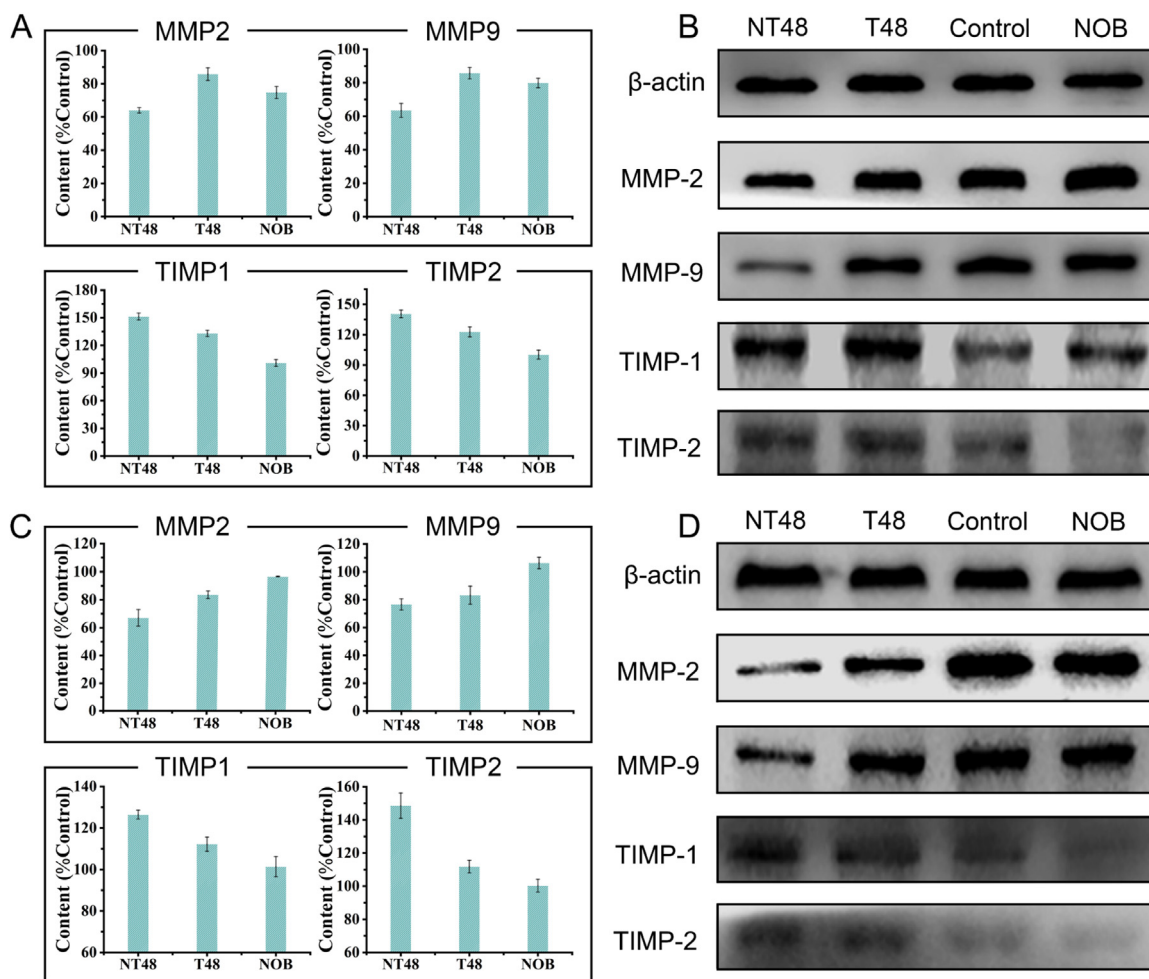 A
MMP2
MMP9
Content (%Control)
100
80
60
40
20
0
NT48 T48 NOB
Content (%Control)
100
80
60
40
20
0
NT48 T48 NOB
TIMP1
TIMP2
Content (%Control)
180
150
120
90
60
30
0
NT48 T48 NOB
Content (%Control)
150
120
90
60
30
0
NT48 T48 NOB
B
NT48 T48 Control NOB
β-actin
MMP-2
MMP-9
TIMP-1
TIMP-2
C
MMP2
MMP9
Content (%Control)
120
100
80
60
40
20
0
NT48 T48 NOB
Content (%Control)
120
100
80
60
40
20
0
NT48 T48 NOB
TIMP1
TIMP2
Content (%Control)
140
120
100
80
60
NT48 T48 NOB
Content (%Control)
160
140
120
100
80
60
NT48 T48 NOB
D
NT48 T48 Control NOB
β-actin
MMP-2
MMP-9
TIMP-1
TIMP-2